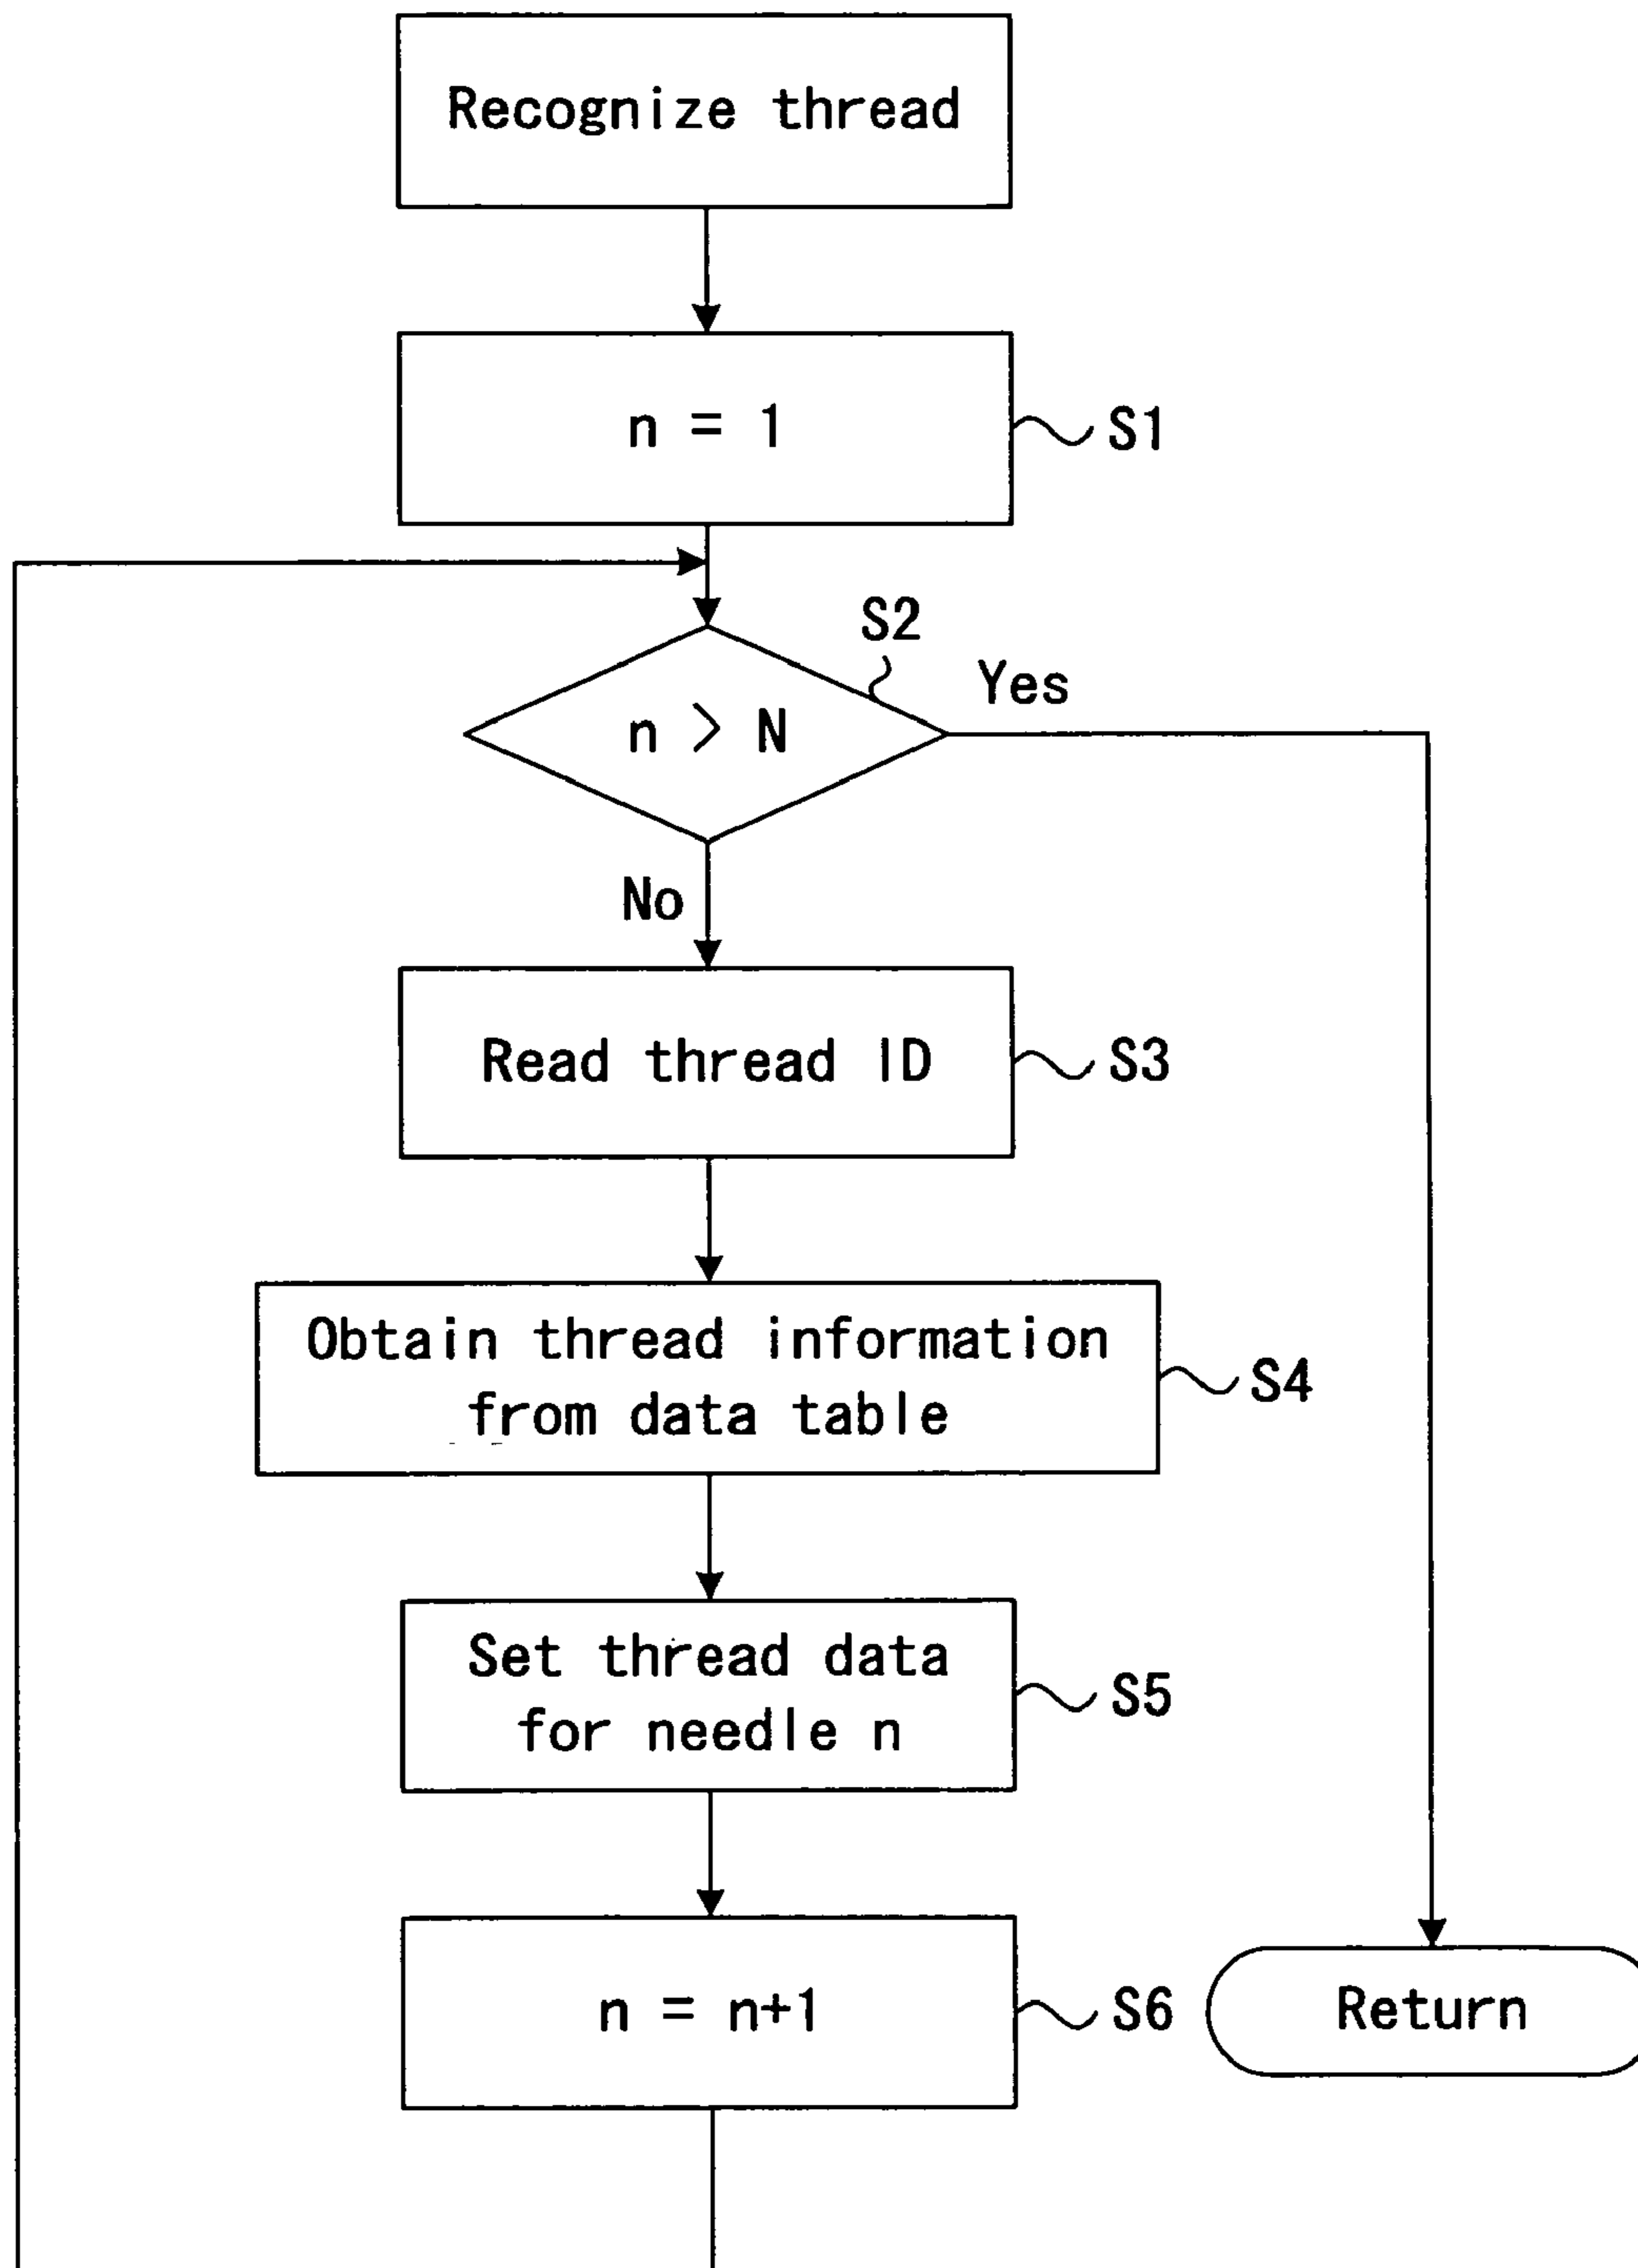 Recognize thread
n = 1
S1
S2
n > N
Yes
No
Read thread ID
S3
Obtain thread information
from data table
S4
Set thread data
for needle n
S5
n = n+1
S6
Return